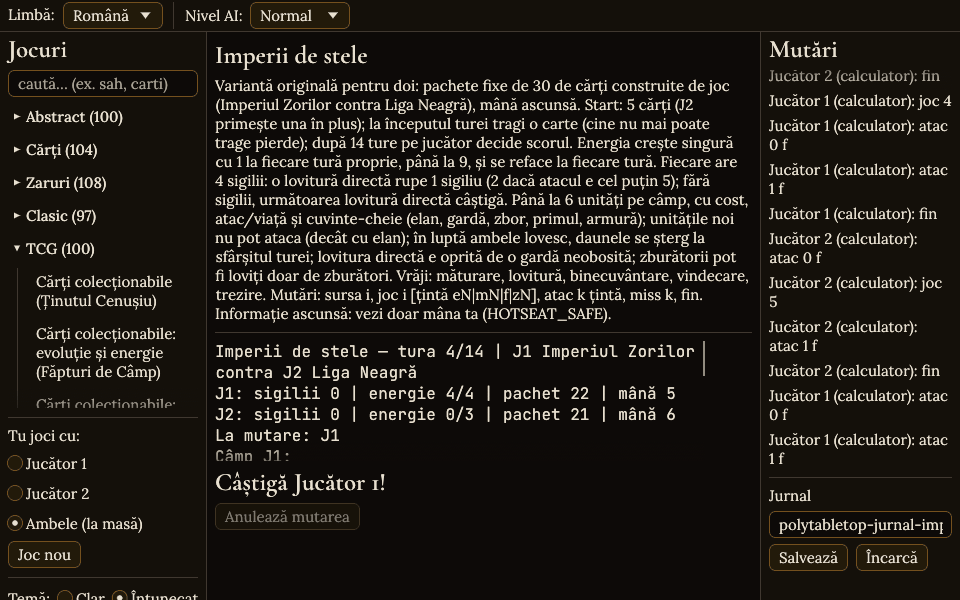 Limbă: Română ▼ Nivel AI: Normal ▼
Jocuri
caută... (ex. sah, carti)
▸ Abstract (100)
▸ Cărți (104)
▸ Zaruri (108)
▸ Clasic (97)
▾ TCG (100)
Cărți colecționabile
(Ținutul Cenușiu)
Cărți colecționabile:
evoluție și energie
(Făpturi de Câmp)
Cărți colecționabile:
Tu joci cu:
Jucător 1
Jucător 2
Ambele (la masă)
Joc nou
Temă: Clar Întunecat
Imperii de stele
Variantă originală pentru doi: pachete fixe de 30 de cărți construite de joc
(Imperiul Zorilor contra Liga Neagră), mână ascunsă. Start: 5 cărți (J2
primește una în plus); la începutul turei tragi o carte (cine nu mai poate
trage pierde); după 14 ture pe jucător decide scorul. Energia crește singură
cu 1 la fiecare tură proprie, până la 9, și se reface la fiecare tură. Fiecare are
4 sigilii: o lovitură directă rupe 1 sigiliu (2 dacă atacul e cel puțin 5); fără
sigilii, următoarea lovitură directă câștigă. Până la 6 unități pe câmp, cu cost,
atac/viață și cuvinte-cheie (elan, gardă, zbor, primul, armură); unitățile noi
nu pot ataca (decât cu elan); în luptă ambele lovesc, daunele se șterg la
sfârșitul turei; lovitura directă e oprită de o gardă neobosită; zburătorii pot
fi loviți doar de zburători. Vrăji: măturare, lovitură, binecuvântare, vindecare,
trezire. Mutări: sursa i, joc i [țintă eN|mN|f|zN], atac k țintă, miss k, fin.
Informație ascunsă: vezi doar mâna ta (HOTSEAT_SAFE).
Imperii de stele — tura 4/14 | J1 Imperiul Zorilor
contra J2 Liga Neagră
J1: sigilii 0 | energie 4/4 | pachet 22 | mână 5
J2: sigilii 0 | energie 0/3 | pachet 21 | mână 6
La mutare: J1
Câmp J1:
Câștigă Jucător 1!
Anulează mutarea
Mutări
Jucător 2 (calculator): fin
Jucător 1 (calculator): joc 4
Jucător 1 (calculator): atac
0 f
Jucător 1 (calculator): atac
1 f
Jucător 1 (calculator): fin
Jucător 2 (calculator):
atac 0 f
Jucător 2 (calculator): joc
5
Jucător 2 (calculator):
atac 1 f
Jucător 2 (calculator): fin
Jucător 1 (calculator): atac
0 f
Jucător 1 (calculator): atac
1 f
Jurnal
polytabletop-jurnal-imp
Salvează Încarcă